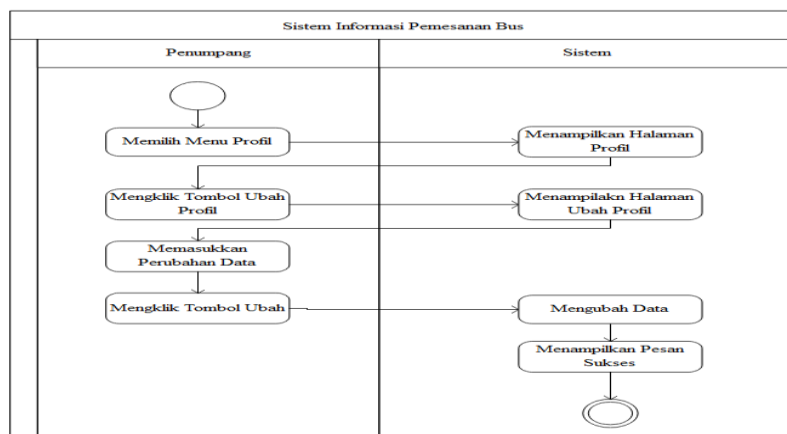 Sistem Informasi Pemesanan Bus
Penumpang
Sistem
Memilih Menu Profil
Menampilkan Halaman
Profil
Mengklik Tombol Ubah
Profil
Menampilakn Halaman
Ubah Profil
Memasukkan
Perubahan Data
Mengklik Tombol Ubah
Mengubah Data
Menampilkan Pesan
Sukses